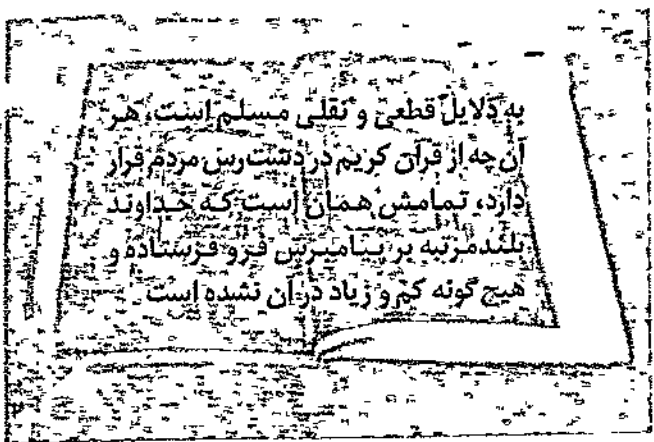 به دلایل قطعی و نقلی مسلم است، هر
آن‌چه از قرآن کریم در دسترس مردم قرار
دارد، تمامش همان است که خداوند
بلندمرتبه بر پیامبرش فرو فرستاده و
هیچ گونه کم و زیاد در آن نشده است